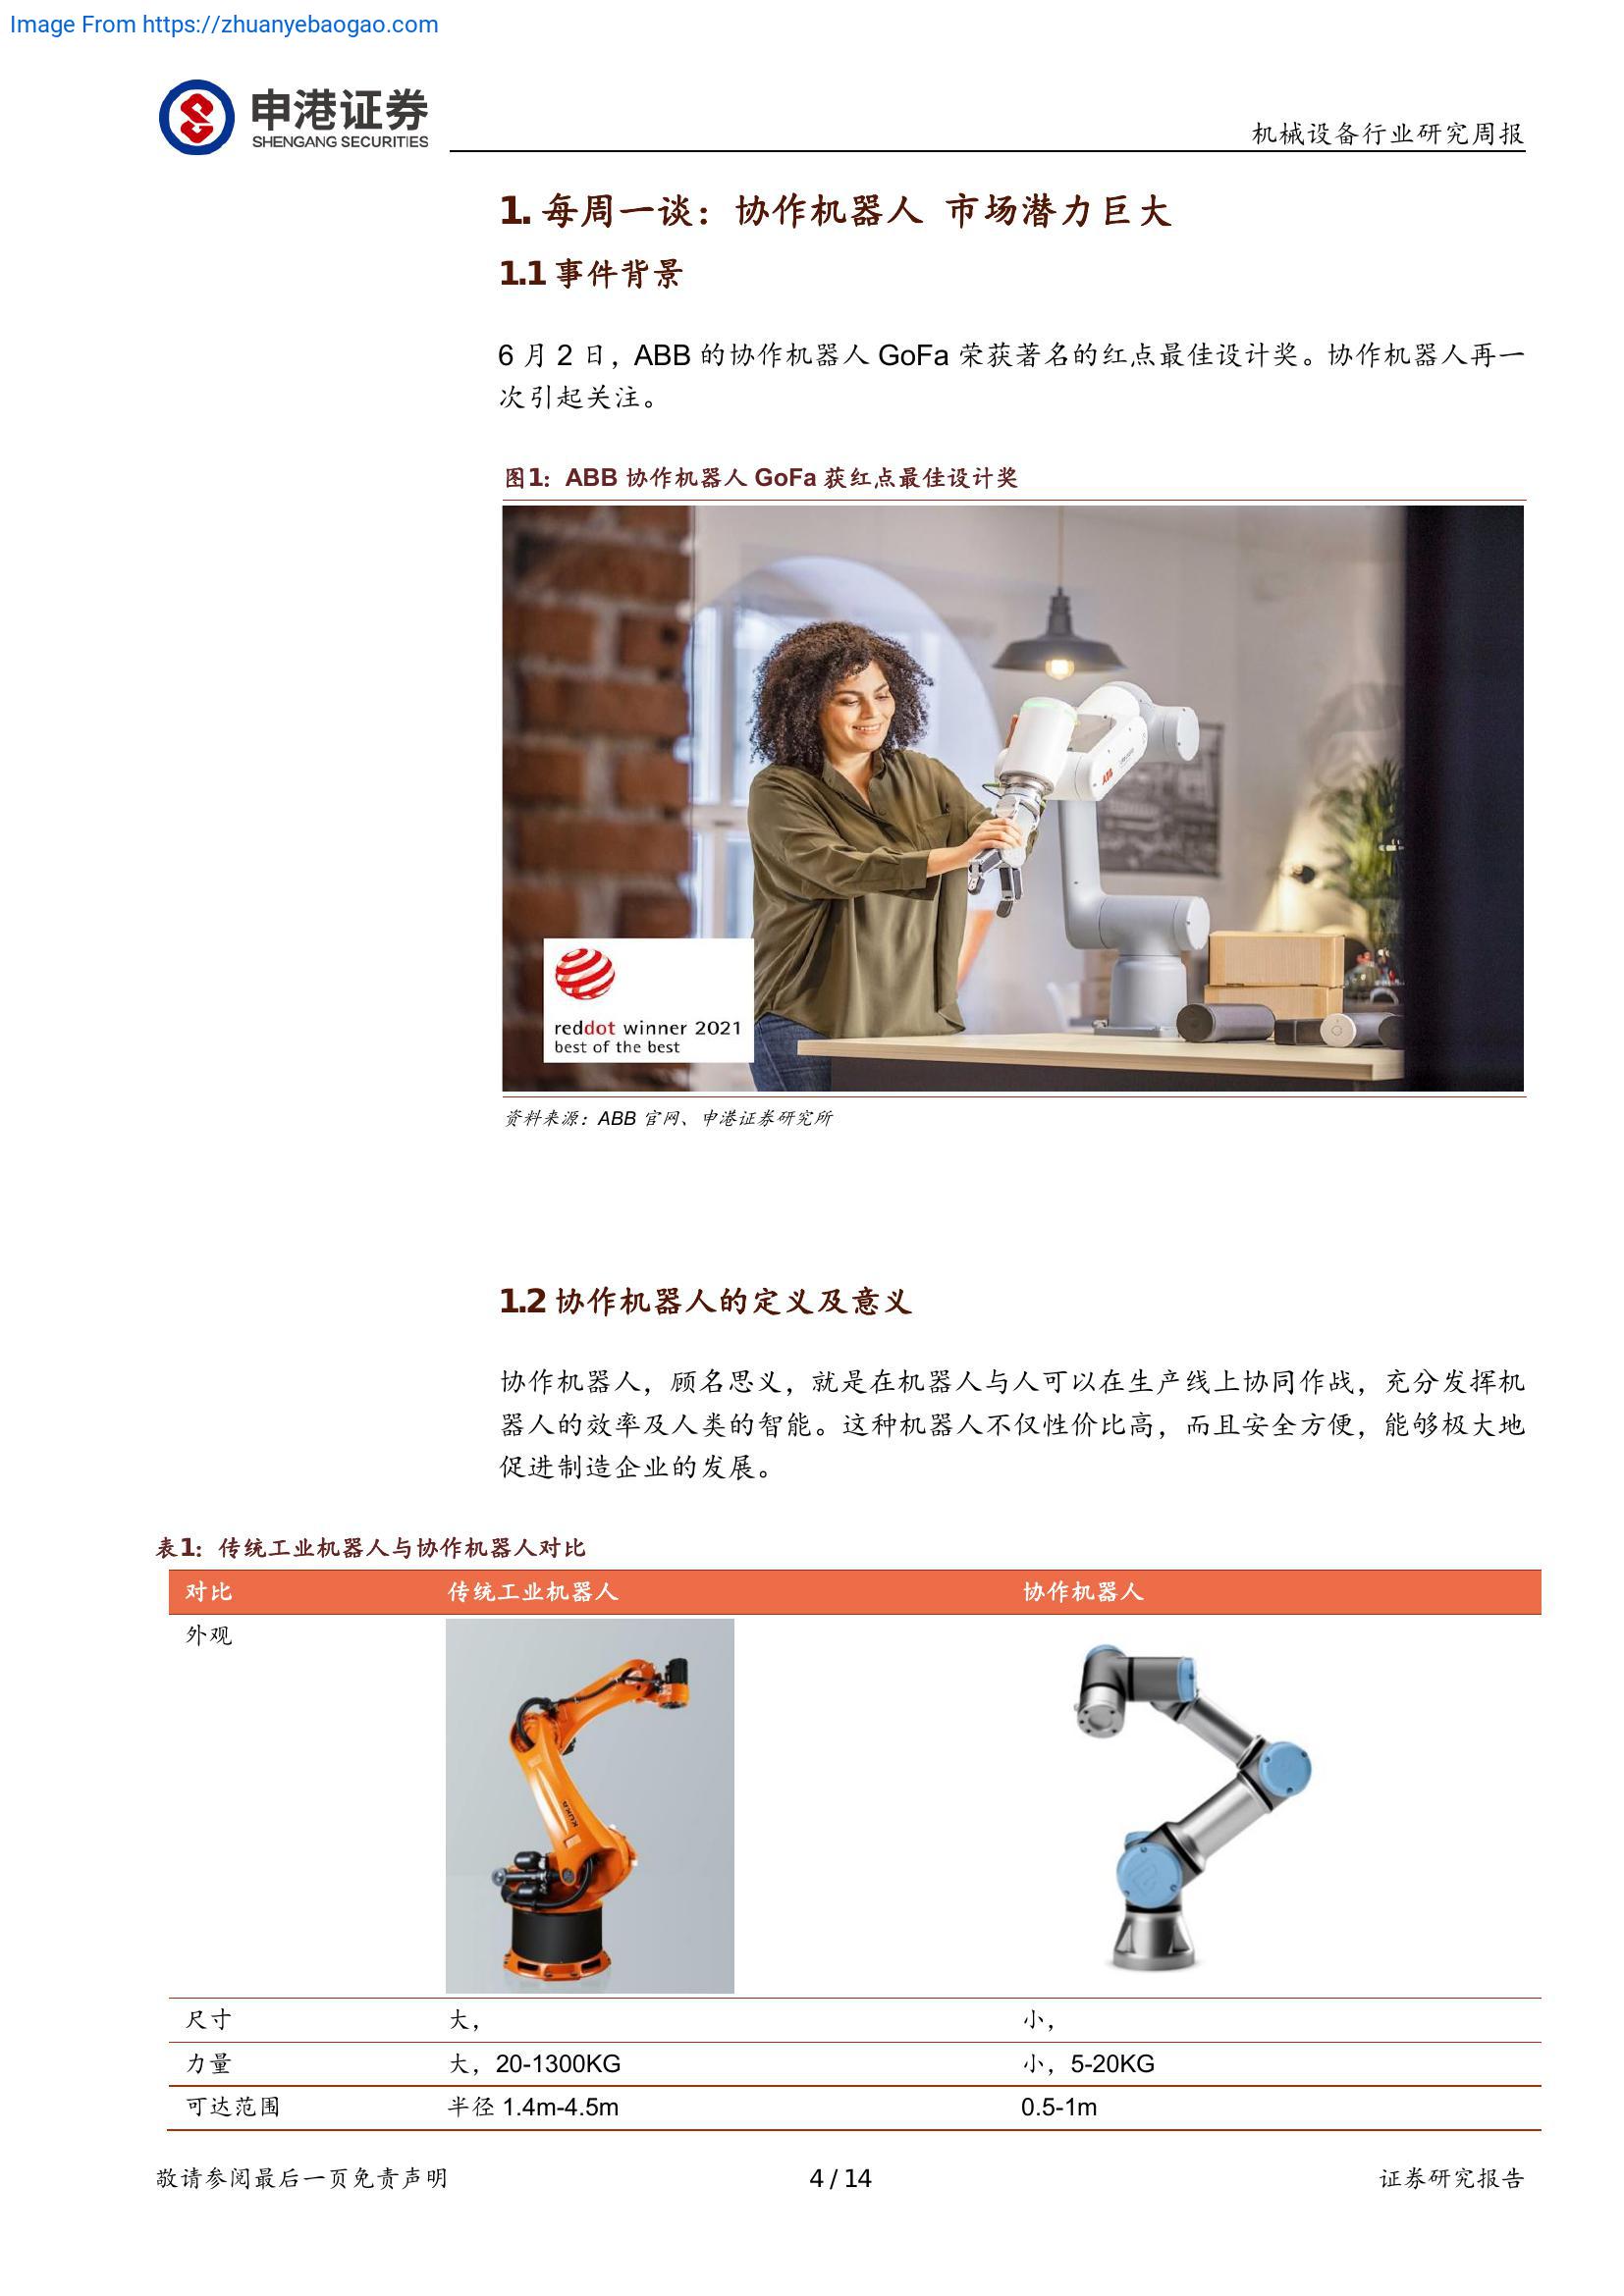 Image From https://zhuanyebaogao.com
申港证券
SHENGANG SECURITIES
机械设备行业研究周报
1. 每周一谈：协作机器人 市场潜力巨大
1.1 事件背景
6 月 2 日，ABB 的协作机器人 GoFa 荣获著名的红点最佳设计奖。协作机器人再一
次引起关注。
图1：ABB 协作机器人 GoFa 获红点最佳设计奖
ABB
reddot winner 2021
best of the best
资料来源：ABB 官网、申港证券研究所
1.2 协作机器人的定义及意义
协作机器人，顾名思义，就是在机器人与人可以在生产线上协同作战，充分发挥机
器人的效率及人类的智能。这种机器人不仅性价比高，而且安全方便，能够极大地
促进制造企业的发展。
表1：传统工业机器人与协作机器人对比
对比 传统工业机器人 协作机器人
外观
KUKA
尺寸 大， 小，
力量 大，20-1300KG 小，5-20KG
可达范围 半径 1.4m-4.5m 0.5-1m
敬请参阅最后一页免责声明 4 / 14 证券研究报告